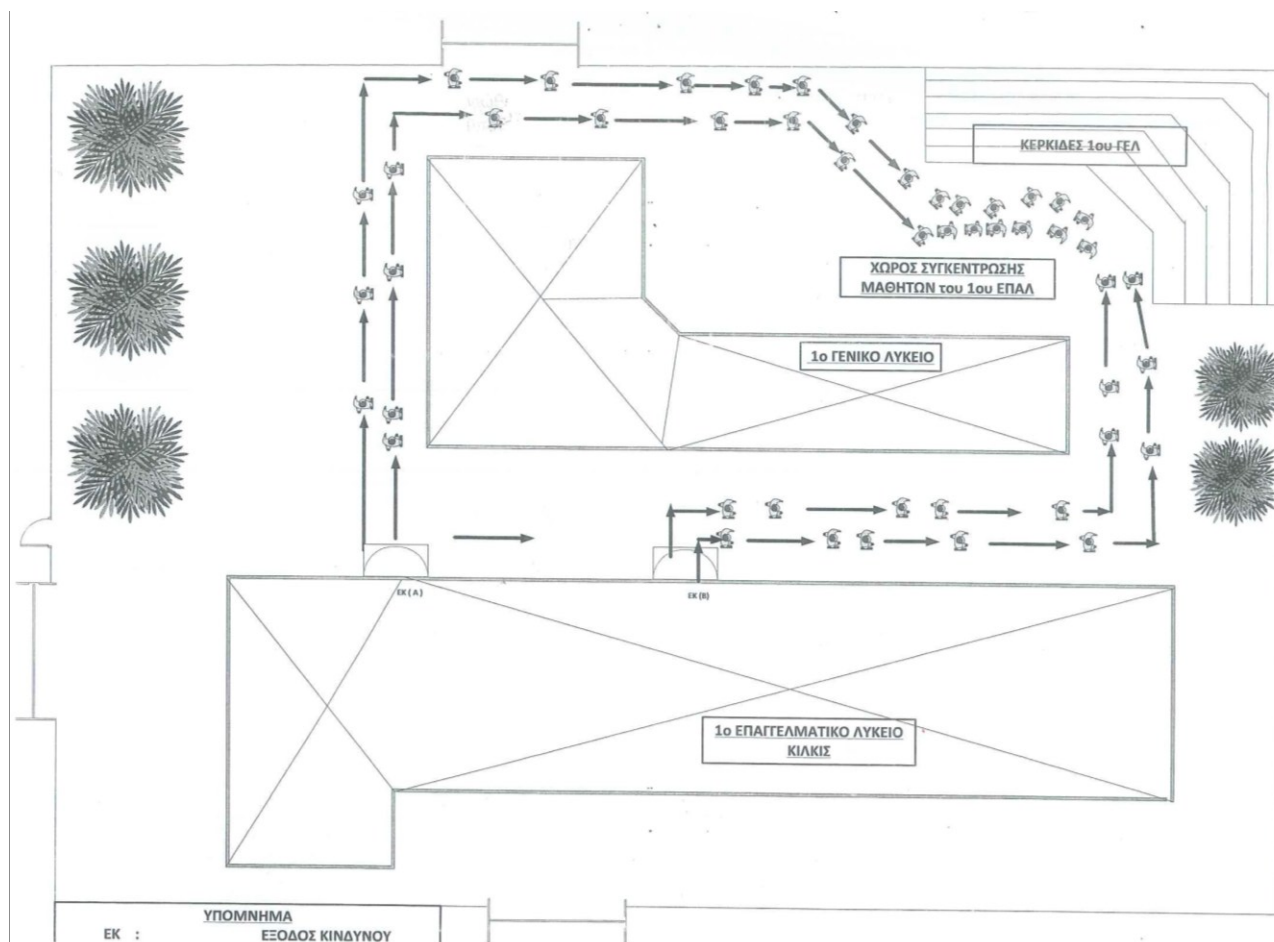 ΚΕΡΚΙΔΕΣ 1ου ΓΕΛ
ΧΩΡΟΣ ΣΥΓΚΕΝΤΡΩΣΗΣ
ΜΑΘΗΤΩΝ του 1ου ΕΠΑΛ
1ο ΓΕΝΙΚΟ ΛΥΚΕΙΟ
ΕΚ ( Α )
ΕΚ (Β)
1ο ΕΠΑΓΓΕΛΜΑΤΙΚΟ ΛΥΚΕΙΟ
ΚΙΛΚΙΣ
ΥΠΟΜΝΗΜΑ
ΕΚ : ΕΞΟΔΟΣ ΚΙΝΔΥΝΟΥ